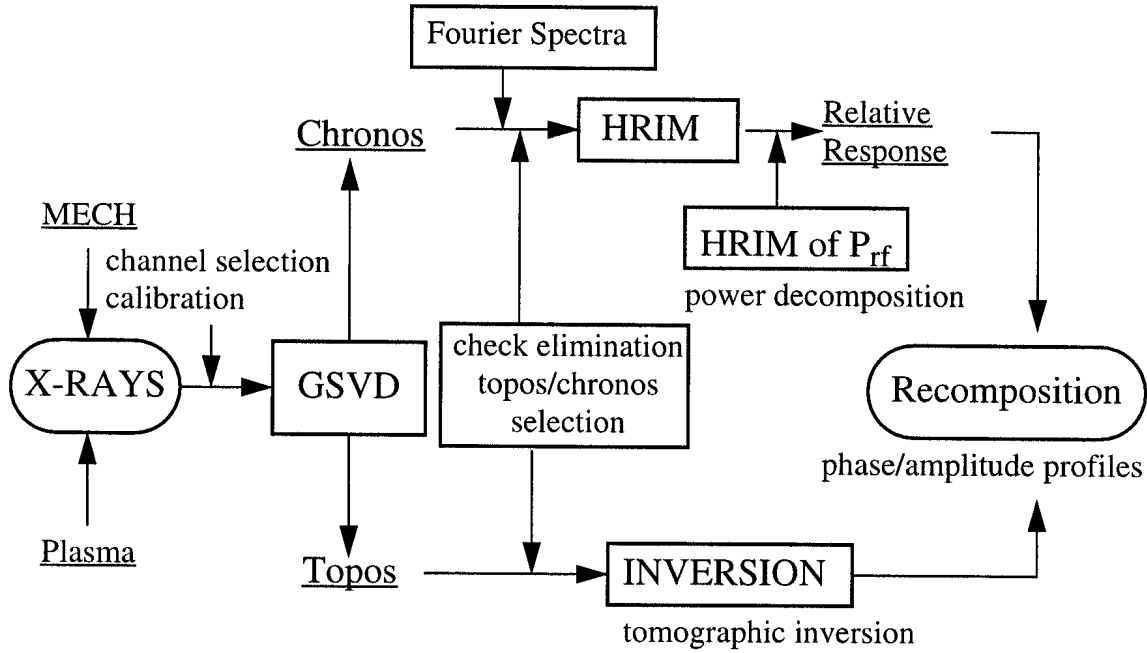 Fourier Spectra
Chronos
HRIM
Relative
Response
MECH
channel selection
calibration
HRIM of Prf
power decomposition
X-RAYS
GSVD
check elimination
topos/chronos
selection
Recomposition
phase/amplitude profiles
Plasma
Topos
INVERSION
tomographic inversion